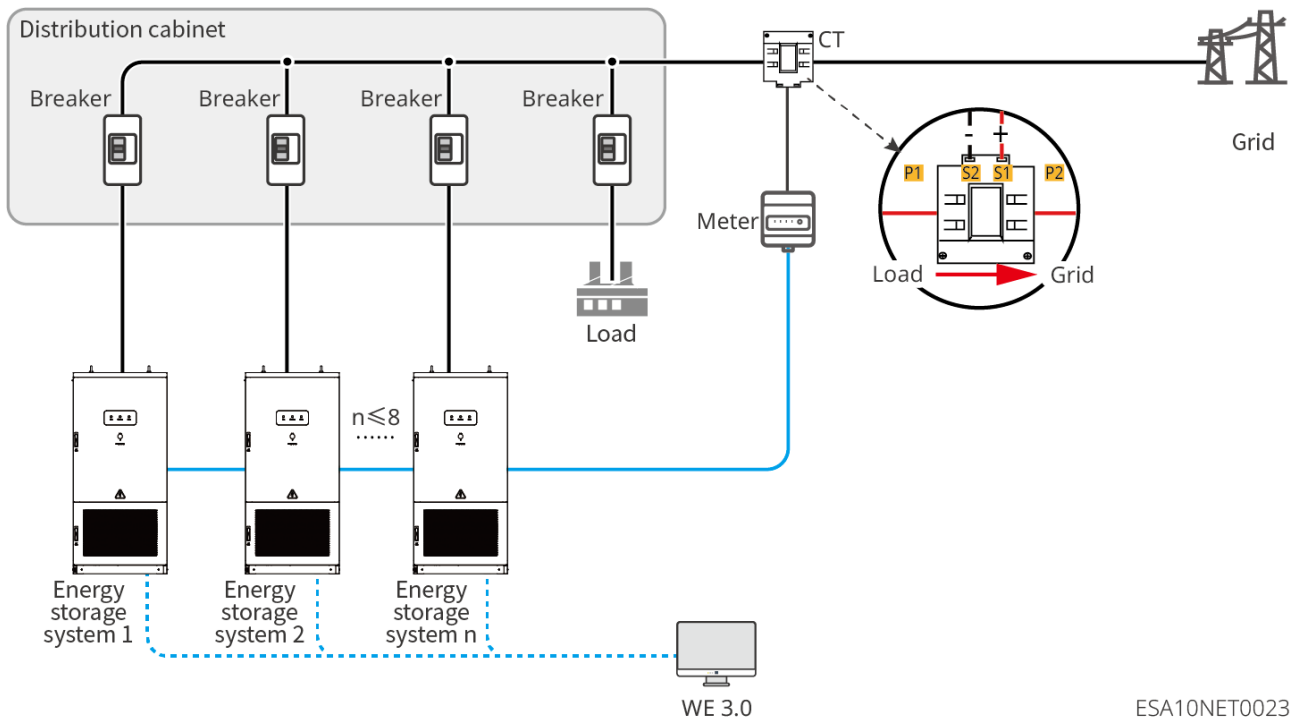 Distribution cabinet
CT
Breaker
Breaker
Breaker
Breaker
Grid
-
+
P1
S2
S1
P2
Meter
Load
Grid
Load
n≤8
......
Energy
storage
system 1
Energy
storage
system 2
Energy
storage
system n
WE 3.0
ESA10NET0023